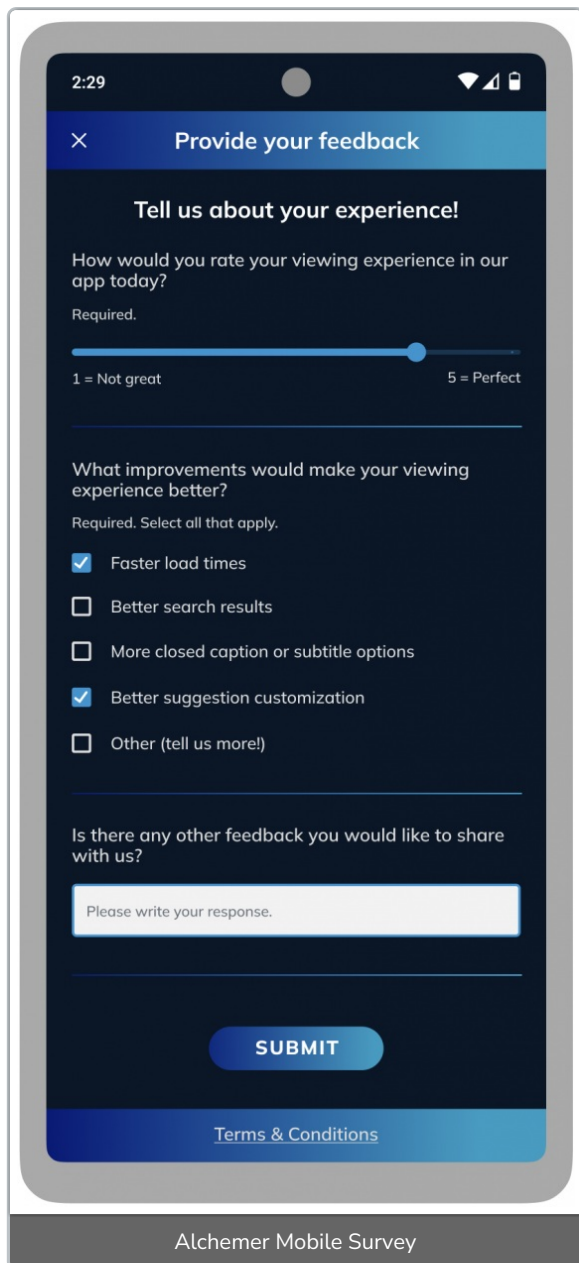 2:29
Provide your feedback
Tell us about your experience!
How would you rate your viewing experience in our
app today?
Required.
1 = Not great
5 = Perfect
What improvements would make your viewing
experience better?
Required. Select all that apply.
Faster load times
Better search results
More closed caption or subtitle options
Better suggestion customization
Other (tell us more!)
Is there any other feedback you would like to share
with us?
Please write your response.
SUBMIT
Terms & Conditions
Alchemer Mobile Survey